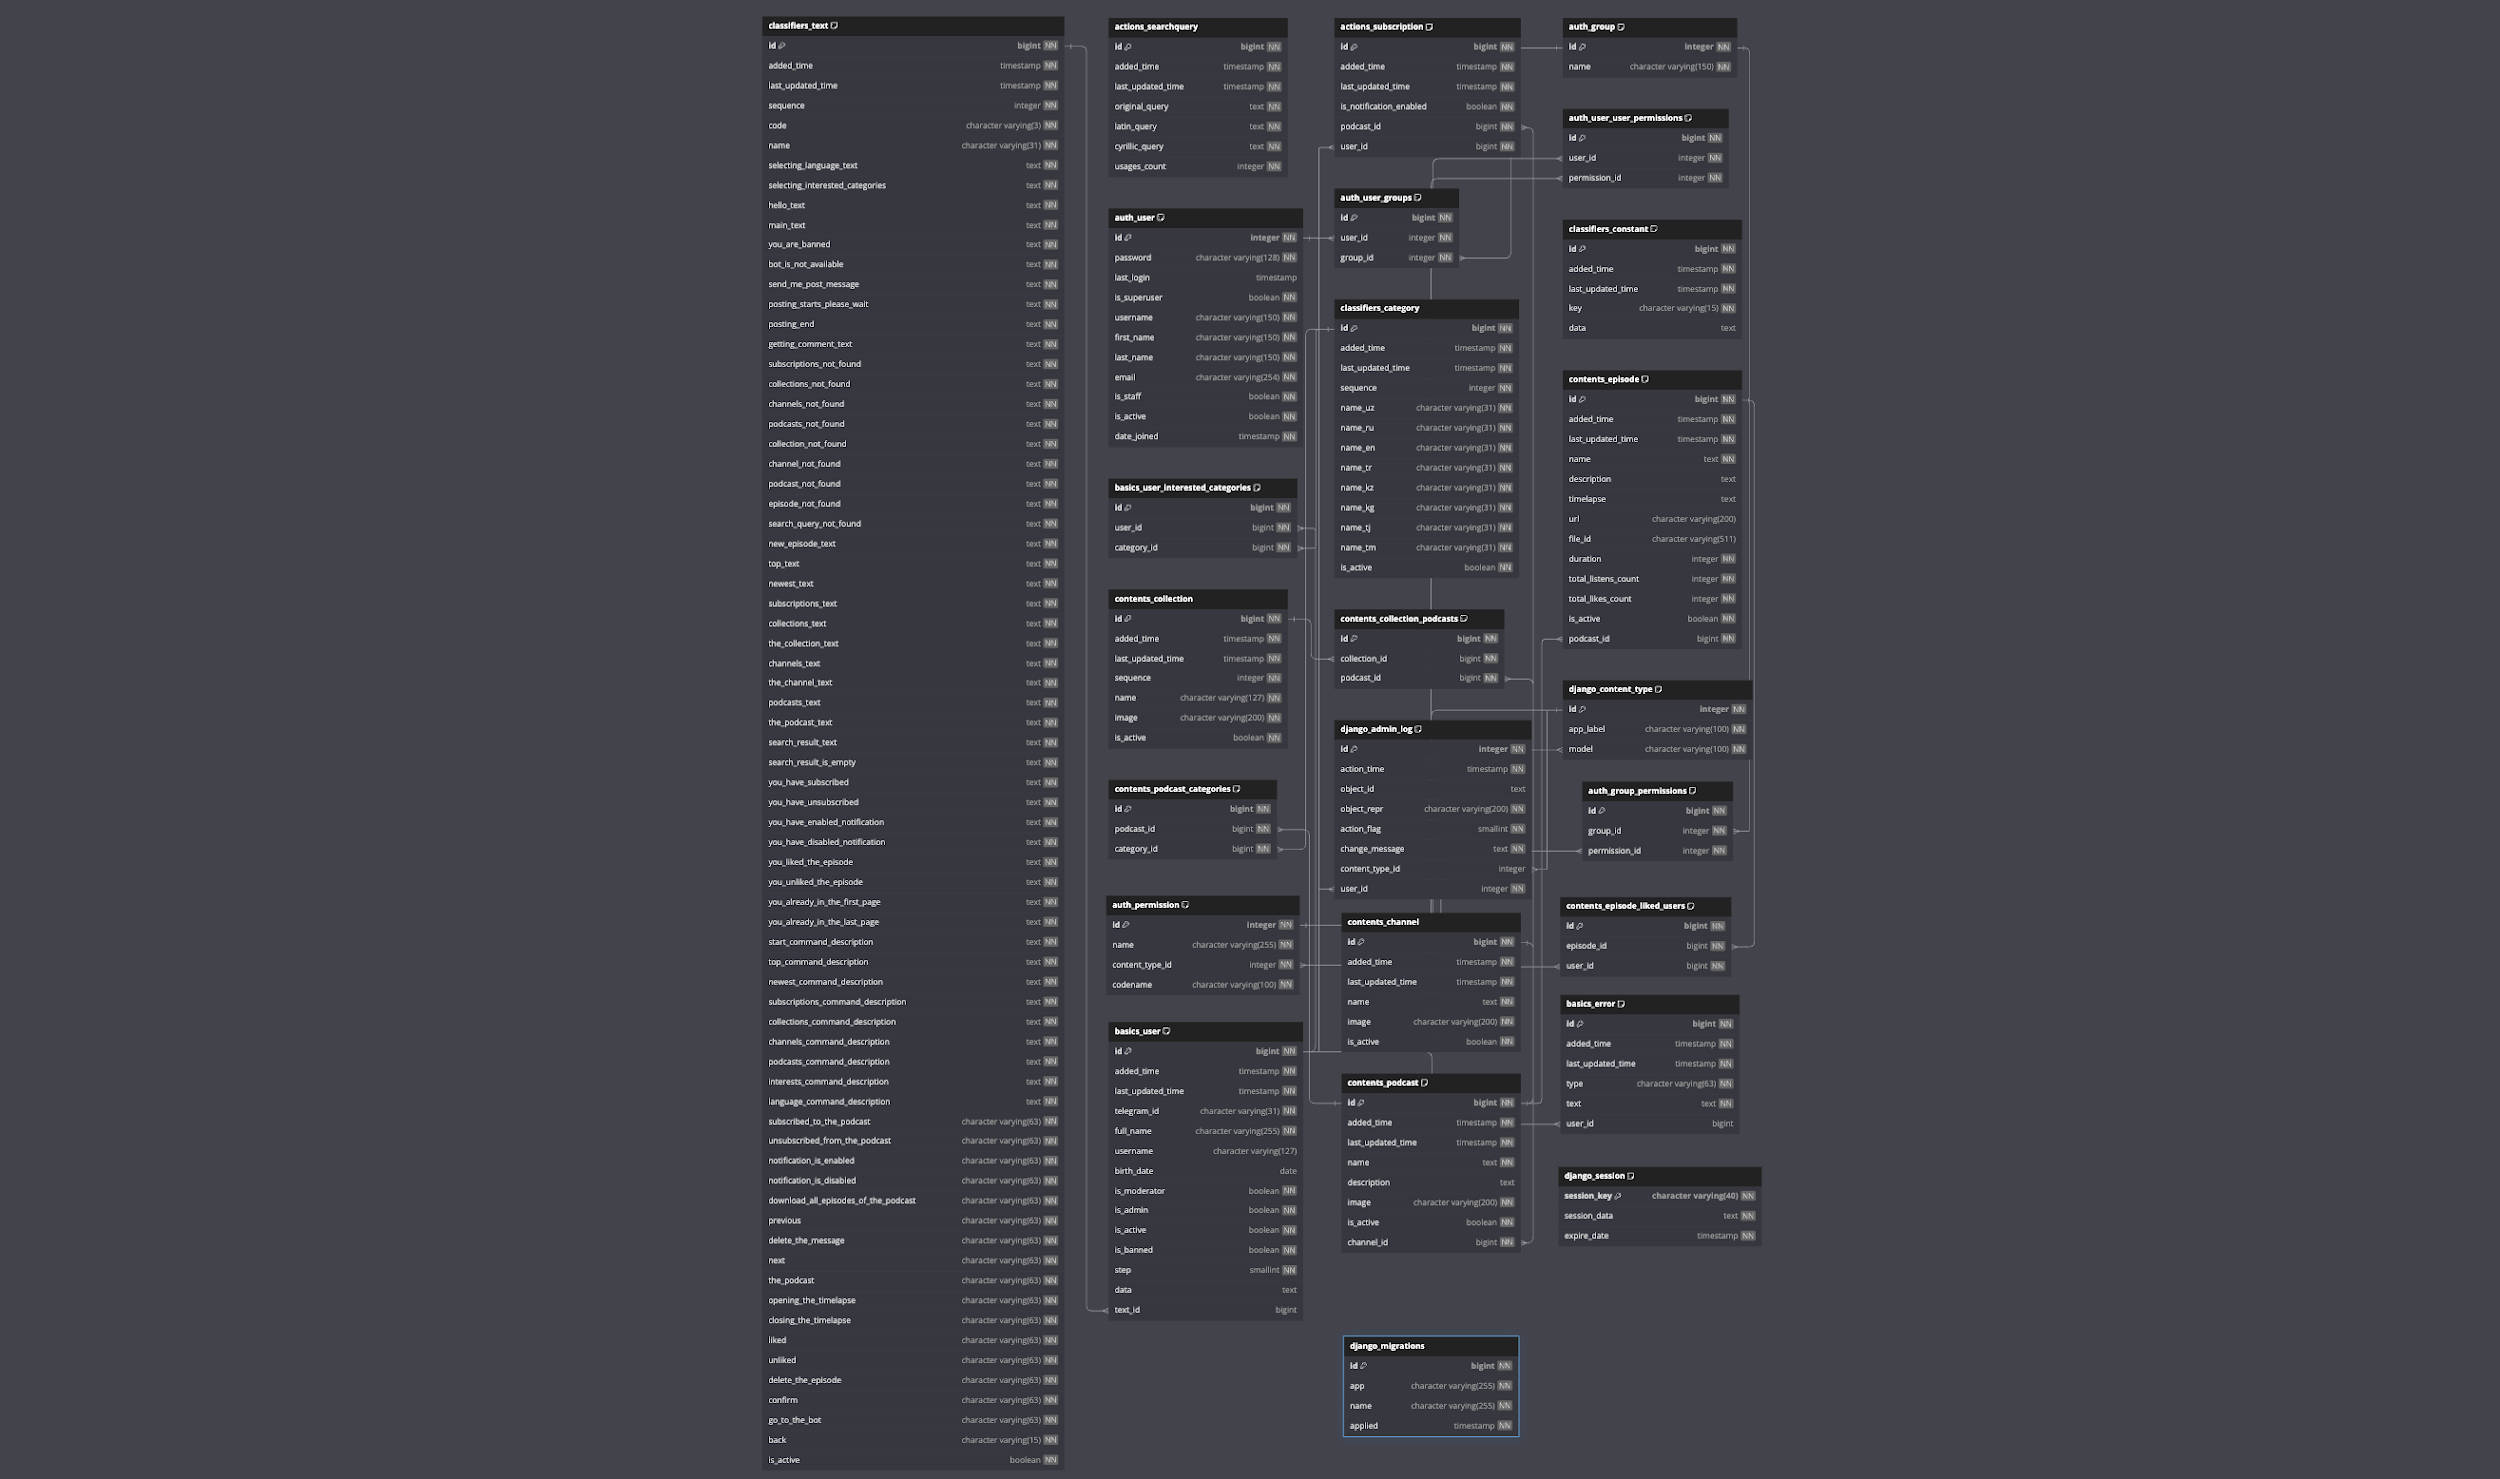 classifiers_text
id bigint NN
added_time timestamp NN
last_updated_time timestamp NN
sequence integer NN
code character varying(3) NN
name character varying(31) NN
selecting_language_text text NN
selecting_interested_categories text NN
hello_text text NN
main_text text NN
you_are_banned text NN
bot_is_not_available text NN
send_me_post_message text NN
posting_starts_please_wait text NN
posting_end text NN
getting_comment_text text NN
subscriptions_not_found text NN
collections_not_found text NN
channels_not_found text NN
podcasts_not_found text NN
collection_not_found text NN
channel_not_found text NN
podcast_not_found text NN
episode_not_found text NN
search_query_not_found text NN
new_episode_text text NN
top_text text NN
newest_text text NN
subscriptions_text text NN
collections_text text NN
the_collection_text text NN
channels_text text NN
the_channel_text text NN
podcasts_text text NN
the_podcast_text text NN
search_result_text text NN
search_result_is_empty text NN
you_have_subscribed text NN
you_have_unsubscribed text NN
you_have_enabled_notification text NN
you_have_disabled_notification text NN
you_liked_the_episode text NN
you_unliked_the_episode text NN
you_already_in_the_first_page text NN
you_already_in_the_last_page text NN
start_command_description text NN
top_command_description text NN
newest_command_description text NN
subscriptions_command_description text NN
collections_command_description text NN
channels_command_description text NN
podcasts_command_description text NN
interests_command_description text NN
language_command_description text NN
subscribed_to_the_podcast character varying(63) NN
unsubscribed_from_the_podcast character varying(63) NN
notification_is_enabled character varying(63) NN
notification_is_disabled character varying(63) NN
download_all_episodes_of_the_podcast character varying(63) NN
previous character varying(63) NN
delete_the_message character varying(63) NN
next character varying(63) NN
the_podcast character varying(63) NN
opening_the_timelapse character varying(63) NN
closing_the_timelapse character varying(63) NN
liked character varying(63) NN
unliked character varying(63) NN
delete_the_episode character varying(63) NN
confirm character varying(63) NN
go_to_the_bot character varying(63) NN
back character varying(15) NN
is_active boolean NN
actions_searchquery
id bigint NN
added_time timestamp NN
last_updated_time timestamp NN
original_query text NN
latin_query text NN
cyrillic_query text NN
usages_count integer NN
auth_user
id integer NN
password character varying(128) NN
last_login timestamp
is_superuser boolean NN
username character varying(150) NN
first_name character varying(150) NN
last_name character varying(150) NN
email character varying(254) NN
is_staff boolean NN
is_active boolean NN
date_joined timestamp NN
basics_user_interested_categories
id bigint NN
user_id bigint NN
category_id bigint NN
contents_collection
id bigint NN
added_time timestamp NN
last_updated_time timestamp NN
sequence integer NN
name character varying(127) NN
image character varying(200) NN
is_active boolean NN
contents_podcast_categories
id bigint NN
podcast_id bigint NN
category_id bigint NN
auth_permission
id integer NN
name character varying(255) NN
content_type_id integer NN
codename character varying(100) NN
basics_user
id bigint NN
added_time timestamp NN
last_updated_time timestamp NN
telegram_id character varying(31) NN
full_name character varying(255) NN
username character varying(127)
birth_date date
is_moderator boolean NN
is_admin boolean NN
is_active boolean NN
is_banned boolean NN
step smallint NN
data text
text_id bigint
actions_subscription
id bigint NN
added_time timestamp NN
last_updated_time timestamp NN
is_notification_enabled boolean NN
podcast_id bigint NN
user_id bigint NN
auth_user_groups
id bigint NN
user_id integer NN
group_id integer NN
classifiers_category
id bigint NN
added_time timestamp NN
last_updated_time timestamp NN
sequence integer NN
name_uz character varying(31) NN
name_ru character varying(31) NN
name_en character varying(31) NN
name_tr character varying(31) NN
name_kz character varying(31) NN
name_kg character varying(31) NN
name_tj character varying(31) NN
name_tm character varying(31) NN
is_active boolean NN
contents_collection_podcasts
id bigint NN
collection_id bigint NN
podcast_id bigint NN
django_admin_log
id integer NN
action_time timestamp NN
object_id text
object_repr character varying(200) NN
action_flag smallint NN
change_message text NN
content_type_id integer
user_id integer NN
contents_channel
id bigint NN
added_time timestamp NN
last_updated_time timestamp NN
name text NN
image character varying(200) NN
is_active boolean NN
contents_podcast
id bigint NN
added_time timestamp NN
last_updated_time timestamp NN
name text NN
description text
image character varying(200) NN
is_active boolean NN
channel_id bigint NN
django_migrations
id bigint NN
app character varying(255) NN
name character varying(255) NN
applied timestamp NN
auth_group
id integer NN
name character varying(150) NN
auth_user_user_permissions
id bigint NN
user_id integer NN
permission_id integer NN
classifiers_constant
id bigint NN
added_time timestamp NN
last_updated_time timestamp NN
key character varying(15) NN
data text
contents_episode
id bigint NN
added_time timestamp NN
last_updated_time timestamp NN
name text NN
description text
timelapse text
url character varying(200)
file_id character varying(511)
duration integer NN
total_listens_count integer NN
total_likes_count integer NN
is_active boolean NN
podcast_id bigint NN
django_content_type
id integer NN
app_label character varying(100) NN
model character varying(100) NN
auth_group_permissions
id bigint NN
group_id integer NN
permission_id integer NN
contents_episode_liked_users
id bigint NN
episode_id bigint NN
user_id bigint NN
basics_error
id bigint NN
added_time timestamp NN
last_updated_time timestamp NN
type character varying(63) NN
text text NN
user_id bigint
django_session
session_key character varying(40) NN
session_data text NN
expire_date timestamp NN